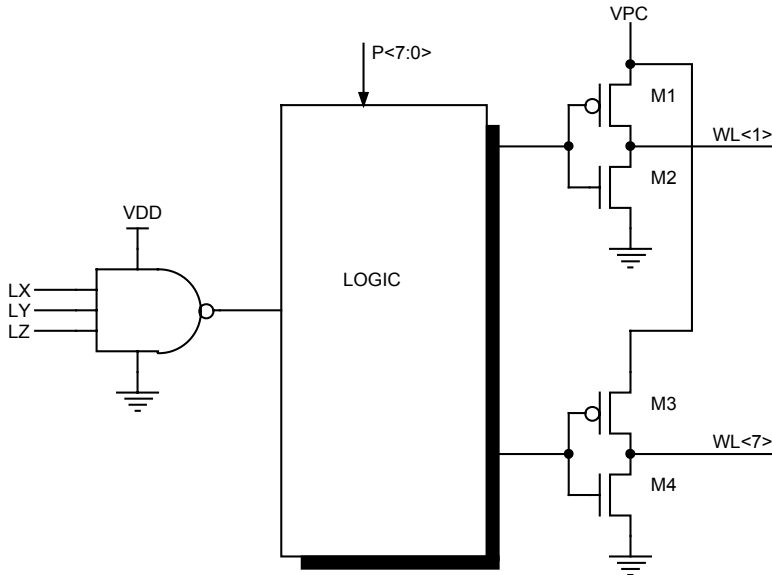 VPC
P<7:0>
M1
WL<1>
M2
VDD
LX
LY
LZ
LOGIC
M3
WL<7>
M4